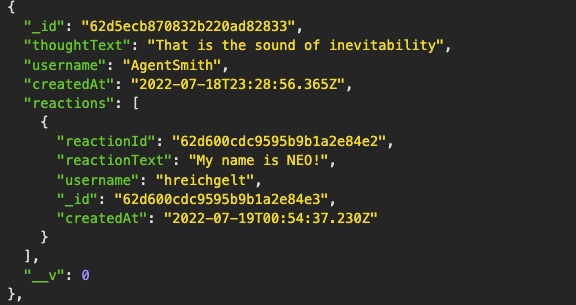 {
"_id": "62d5ecb870832b220ad82833",
"thoughtText": "That is the sound of inevitability",
"username": "AgentSmith",
"createdAt": "2022-07-18T23:28:56.365Z",
"reactions": [
{
"reactionId": "62d600cdc9595b9b1a2e84e2",
"reactionText": "My name is NEO!",
"username": "hreichgelt",
"_id": "62d600cdc9595b9b1a2e84e3",
"createdAt": "2022-07-19T00:54:37.230Z"
}
],
"__v": 0
},